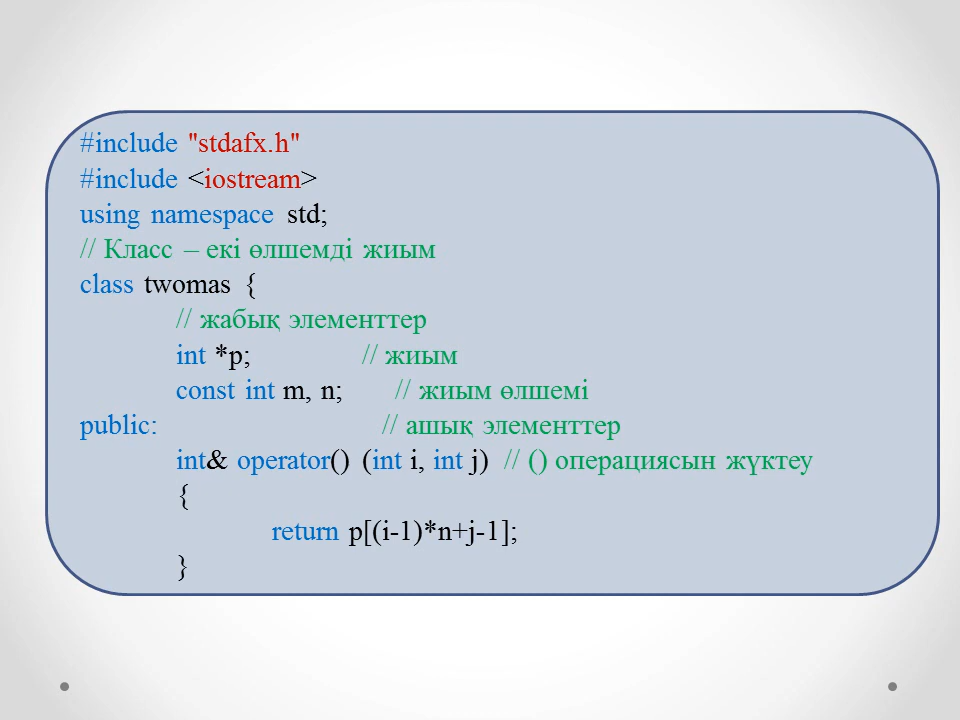 #include "stdafx.h"
#include <iostream>
using namespace std;
// Класс – екі өлшемді жиым
class twomas {
// жабық элементтер
int *p; // жиым
const int m, n; // жиым өлшемі
public: // ашық элементтер
int& operator() (int i, int j) // () операциясын жүктеу
{
return p[(i-1)*n+j-1];
}